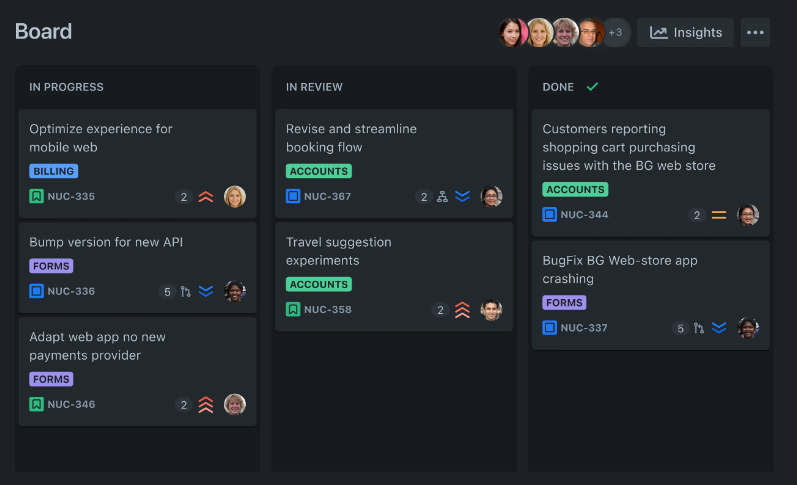 Board
+3
Insights
IN PROGRESS
Optimize experience for
mobile web
BILLING
NUC-335
2
Bump version for new API
FORMS
NUC-336
5
Adapt web app no new
payments provider
FORMS
NUC-346
2
IN REVIEW
Revise and streamline
booking flow
ACCOUNTS
NUC-367
2
Travel suggestion
experiments
ACCOUNTS
NUC-358
2
DONE
Customers reporting
shopping cart purchasing
issues with the BG web store
ACCOUNTS
NUC-344
2
BugFix BG Web-store app
crashing
FORMS
NUC-337
5